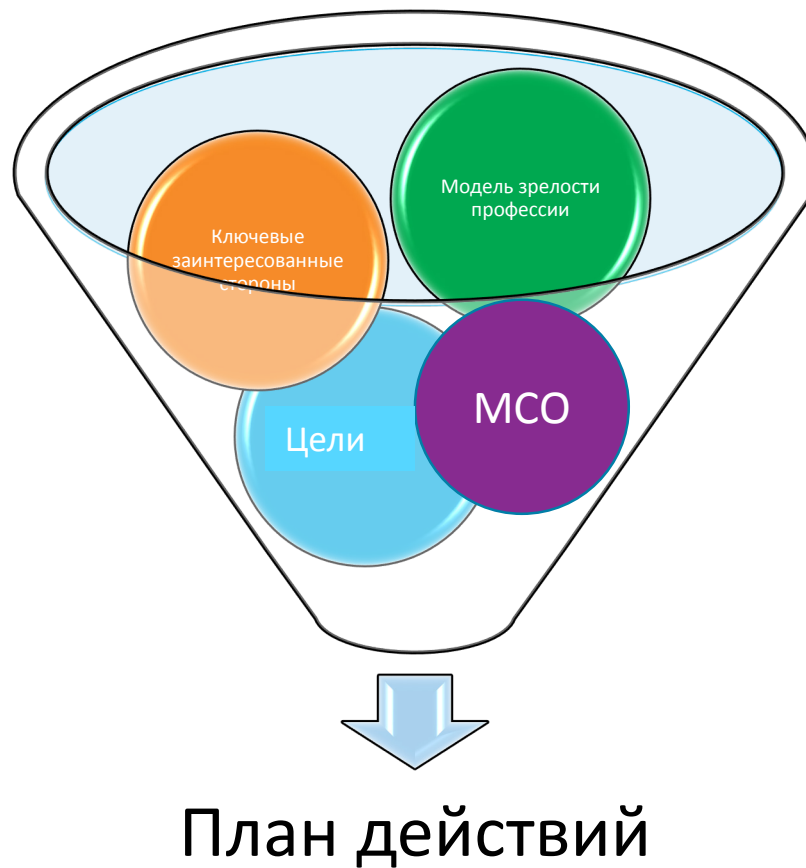 Модель зрелости
профессии
Ключевые
заинтересованные
стороны
МСО
Цели
План действий